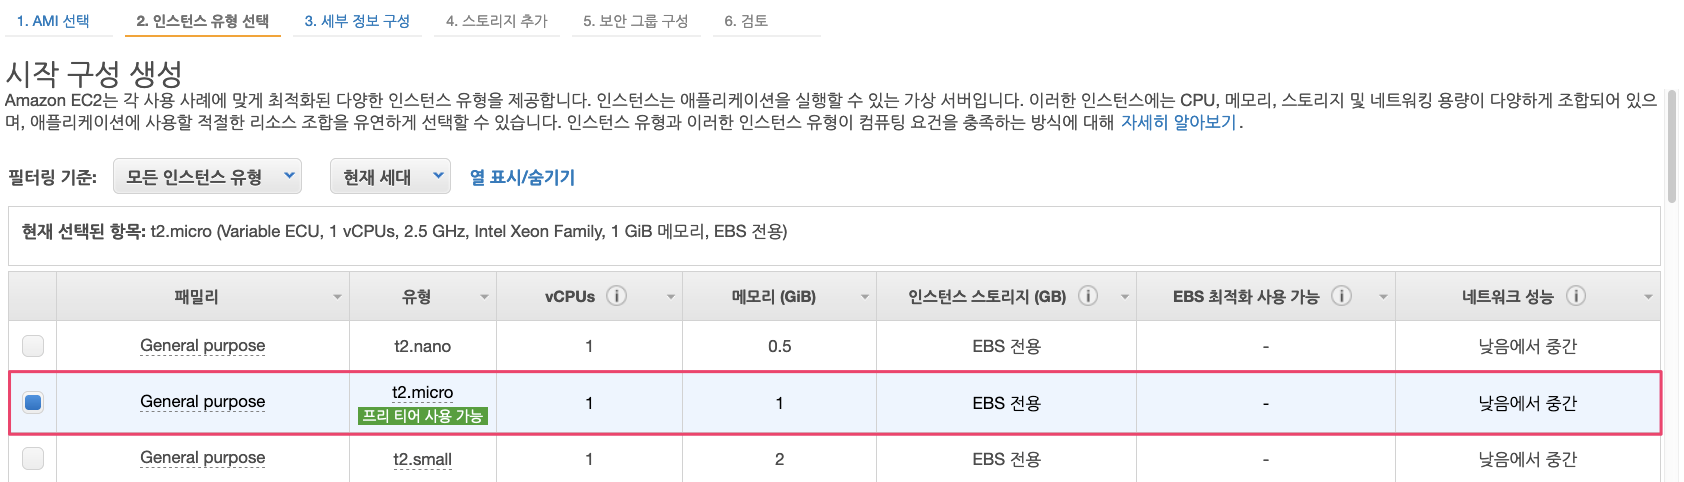 1. AMI 선택 2. 인스턴스 유형 선택 3. 세부 정보 구성 4. 스토리지 추가 5. 보안 그룹 구성 6. 검토
시작 구성 생성
Amazon EC2는 각 사용 사례에 맞게 최적화된 다양한 인스턴스 유형을 제공합니다. 인스턴스는 애플리케이션을 실행할 수 있는 가상 서버입니다. 이러한 인스턴스에는 CPU, 메모리, 스토리지 및 네트워킹 용량이 다양하게 조합되어 있으
며, 애플리케이션에 사용할 적절한 리소스 조합을 유연하게 선택할 수 있습니다. 인스턴스 유형과 이러한 인스턴스 유형이 컴퓨팅 요건을 충족하는 방식에 대해 자세히 알아보기.
필터링 기준: 모든 인스턴스 유형 현재 세대 열 표시/숨기기
현재 선택된 항목: t2.micro (Variable ECU, 1 vCPUs, 2.5 GHz, Intel Xeon Family, 1 GiB 메모리, EBS 전용)
패밀리 유형 vCPUs i 메모리 (GiB) 인스턴스 스토리지 (GB) i EBS 최적화 사용 가능 i 네트워크 성능 i
General purpose t2.nano 1 0.5 EBS 전용 - 낮음에서 중간
General purpose t2.micro 1 1 EBS 전용 - 낮음에서 중간
프리 티어 사용 가능
General purpose t2.small 1 2 EBS 전용 - 낮음에서 중간